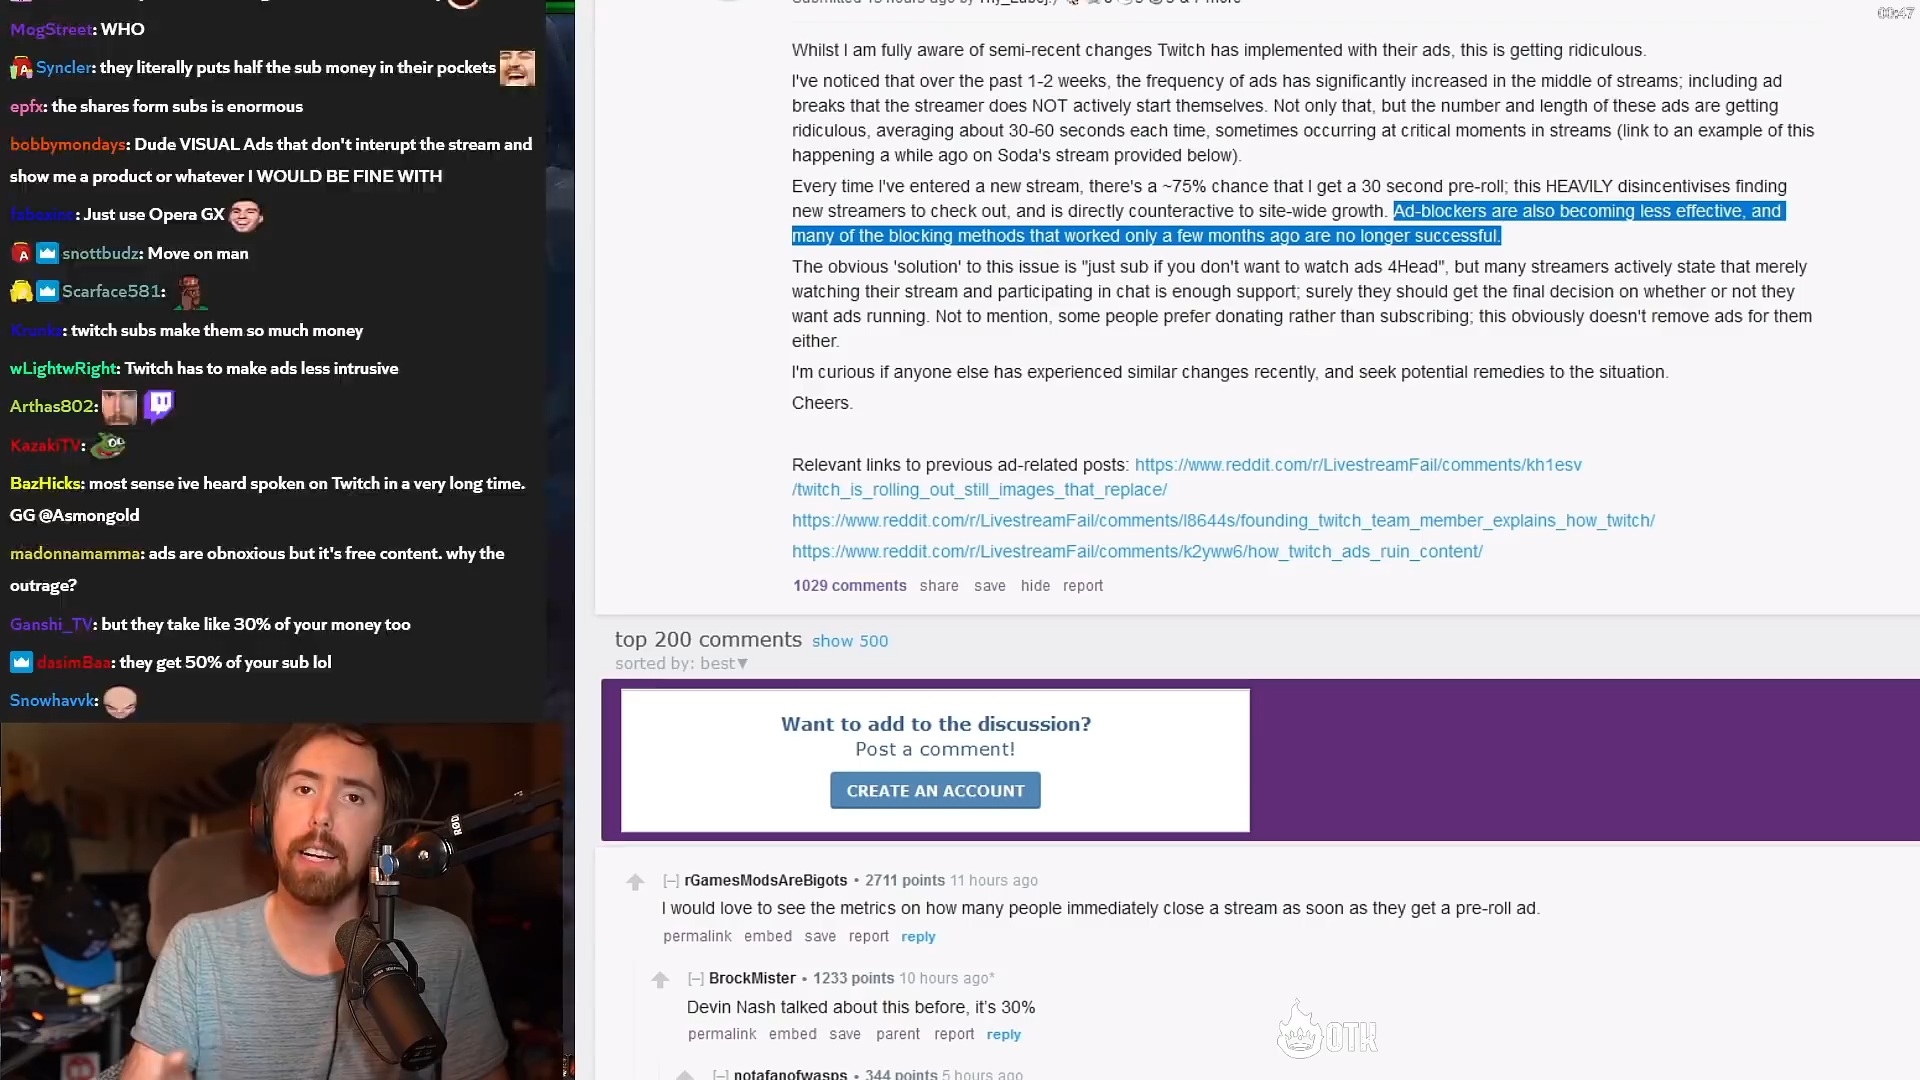 MogStreet: WHO
Syncler: they literally puts half the sub money in their pockets
epfx: the shares form subs is enormous
bobbymondays: Dude VISUAL Ads that don't interupt the stream and
show me a product or whatever I WOULD BE FINE WITH
fabexinc: Just use Opera GX
snottbudz: Move on man
Scarface581:
Krunkz: twitch subs make them so much money
wLightwRight: Twitch has to make ads less intrusive
Arthas802:
KazakiTV:
BazHicks: most sense ive heard spoken on Twitch in a very long time.
GG @Asmongold
madonnamamma: ads are obnoxious but it's free content. why the
outrage?
Ganshi_TV: but they take like 30% of your money too
dasimBaa: they get 50% of your sub lol
Snowhavvk:
RØDE
00:47
Whilst I am fully aware of semi-recent changes Twitch has implemented with their ads, this is getting ridiculous.
I've noticed that over the past 1-2 weeks, the frequency of ads has significantly increased in the middle of streams; including ad
breaks that the streamer does NOT actively start themselves. Not only that, but the number and length of these ads are getting
ridiculous, averaging about 30-60 seconds each time, sometimes occurring at critical moments in streams (link to an example of this
happening a while ago on Soda's stream provided below).
Every time I've entered a new stream, there's a ~75% chance that I get a 30 second pre-roll; this HEAVILY disincentivises finding
new streamers to check out, and is directly counteractive to site-wide growth. Ad-blockers are also becoming less effective, and
many of the blocking methods that worked only a few months ago are no longer successful.
The obvious 'solution' to this issue is "just sub if you don't want to watch ads 4Head", but many streamers actively state that merely
watching their stream and participating in chat is enough support; surely they should get the final decision on whether or not they
want ads running. Not to mention, some people prefer donating rather than subscribing; this obviously doesn't remove ads for them
either.
I'm curious if anyone else has experienced similar changes recently, and seek potential remedies to the situation.
Cheers.
Relevant links to previous ad-related posts: https://www.reddit.com/r/LivestreamFail/comments/kh1esv
/twitch_is_rolling_out_still_images_that_replace/
https://www.reddit.com/r/LivestreamFail/comments/l8644s/founding_twitch_team_member_explains_how_twitch/
https://www.reddit.com/r/LivestreamFail/comments/k2yww6/how_twitch_ads_ruin_content/
1029 comments share save hide report
top 200 comments show 500
sorted by: best▼
Want to add to the discussion?
Post a comment!
CREATE AN ACCOUNT
[–] rGamesModsAreBigots • 2711 points 11 hours ago
I would love to see the metrics on how many people immediately close a stream as soon as they get a pre-roll ad.
permalink embed save report reply
[–] BrockMister • 1233 points 10 hours ago*
Devin Nash talked about this before, it's 30%
permalink embed save parent report reply
[–] notafanofwasps • 344 points 5 hours ago
OTK